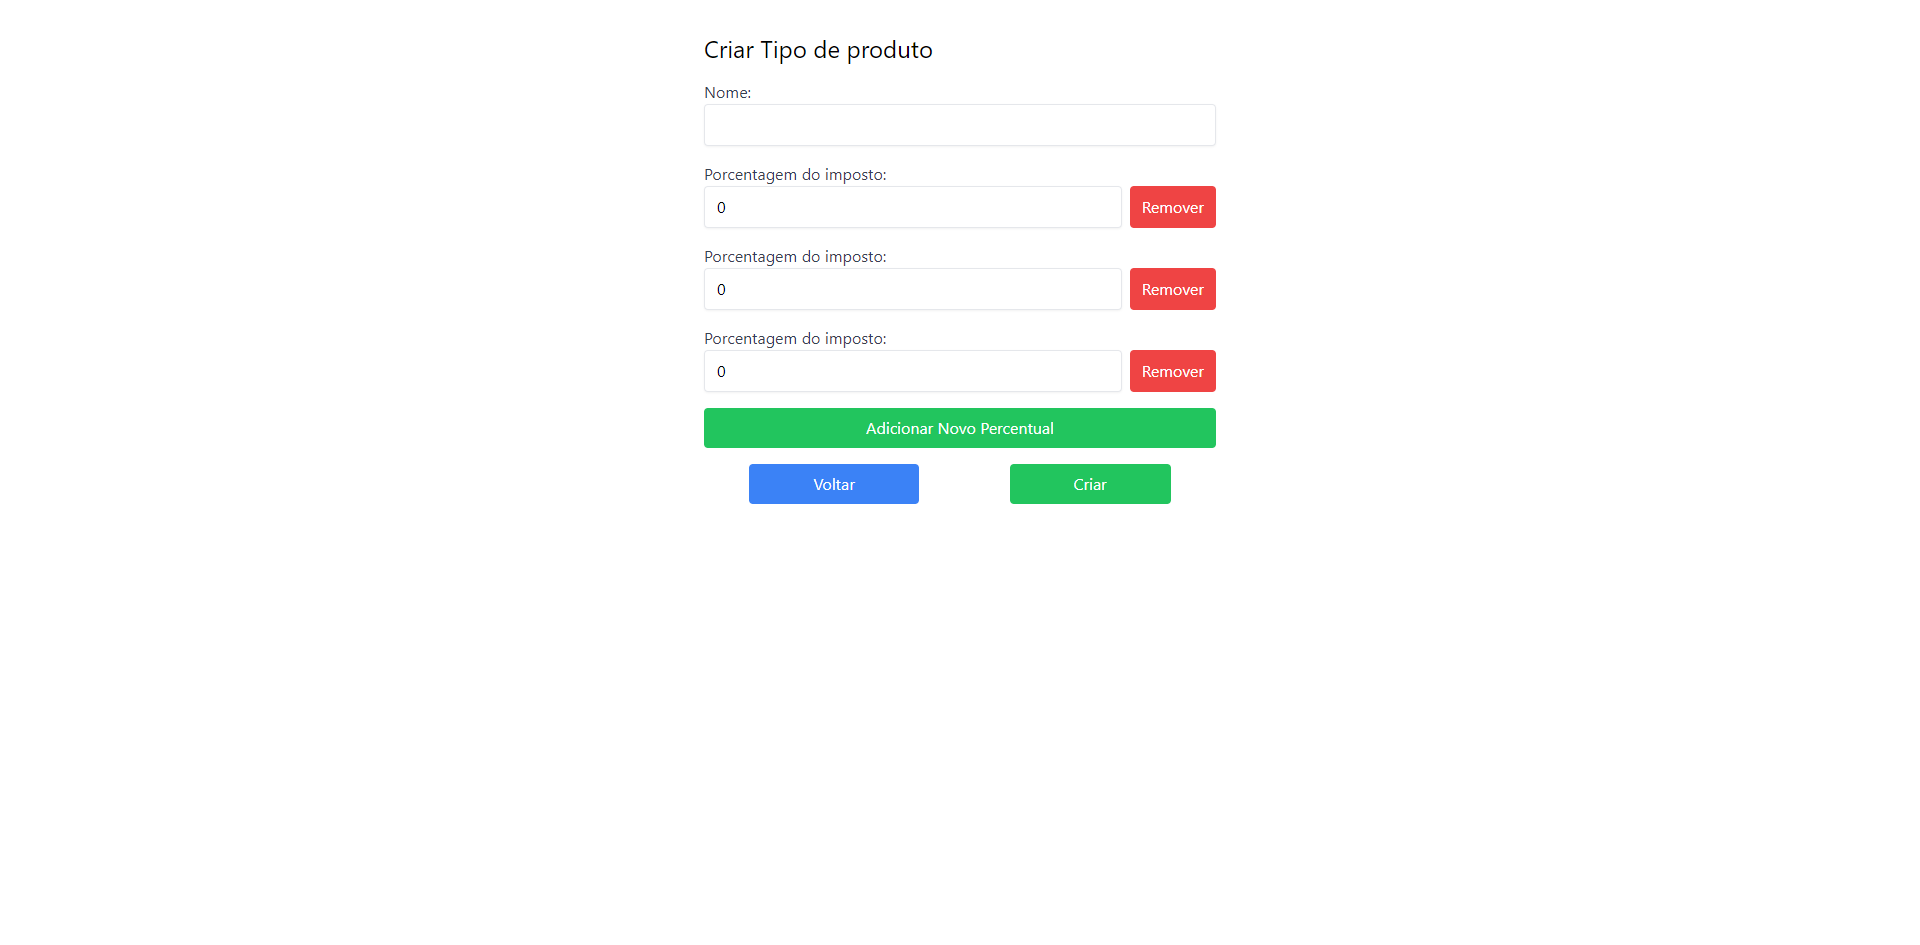 Criar Tipo de produto
Nome:
Porcentagem do imposto:
0 Remover
Porcentagem do imposto:
0 Remover
Porcentagem do imposto:
0 Remover
Adicionar Novo Percentual
Voltar Criar